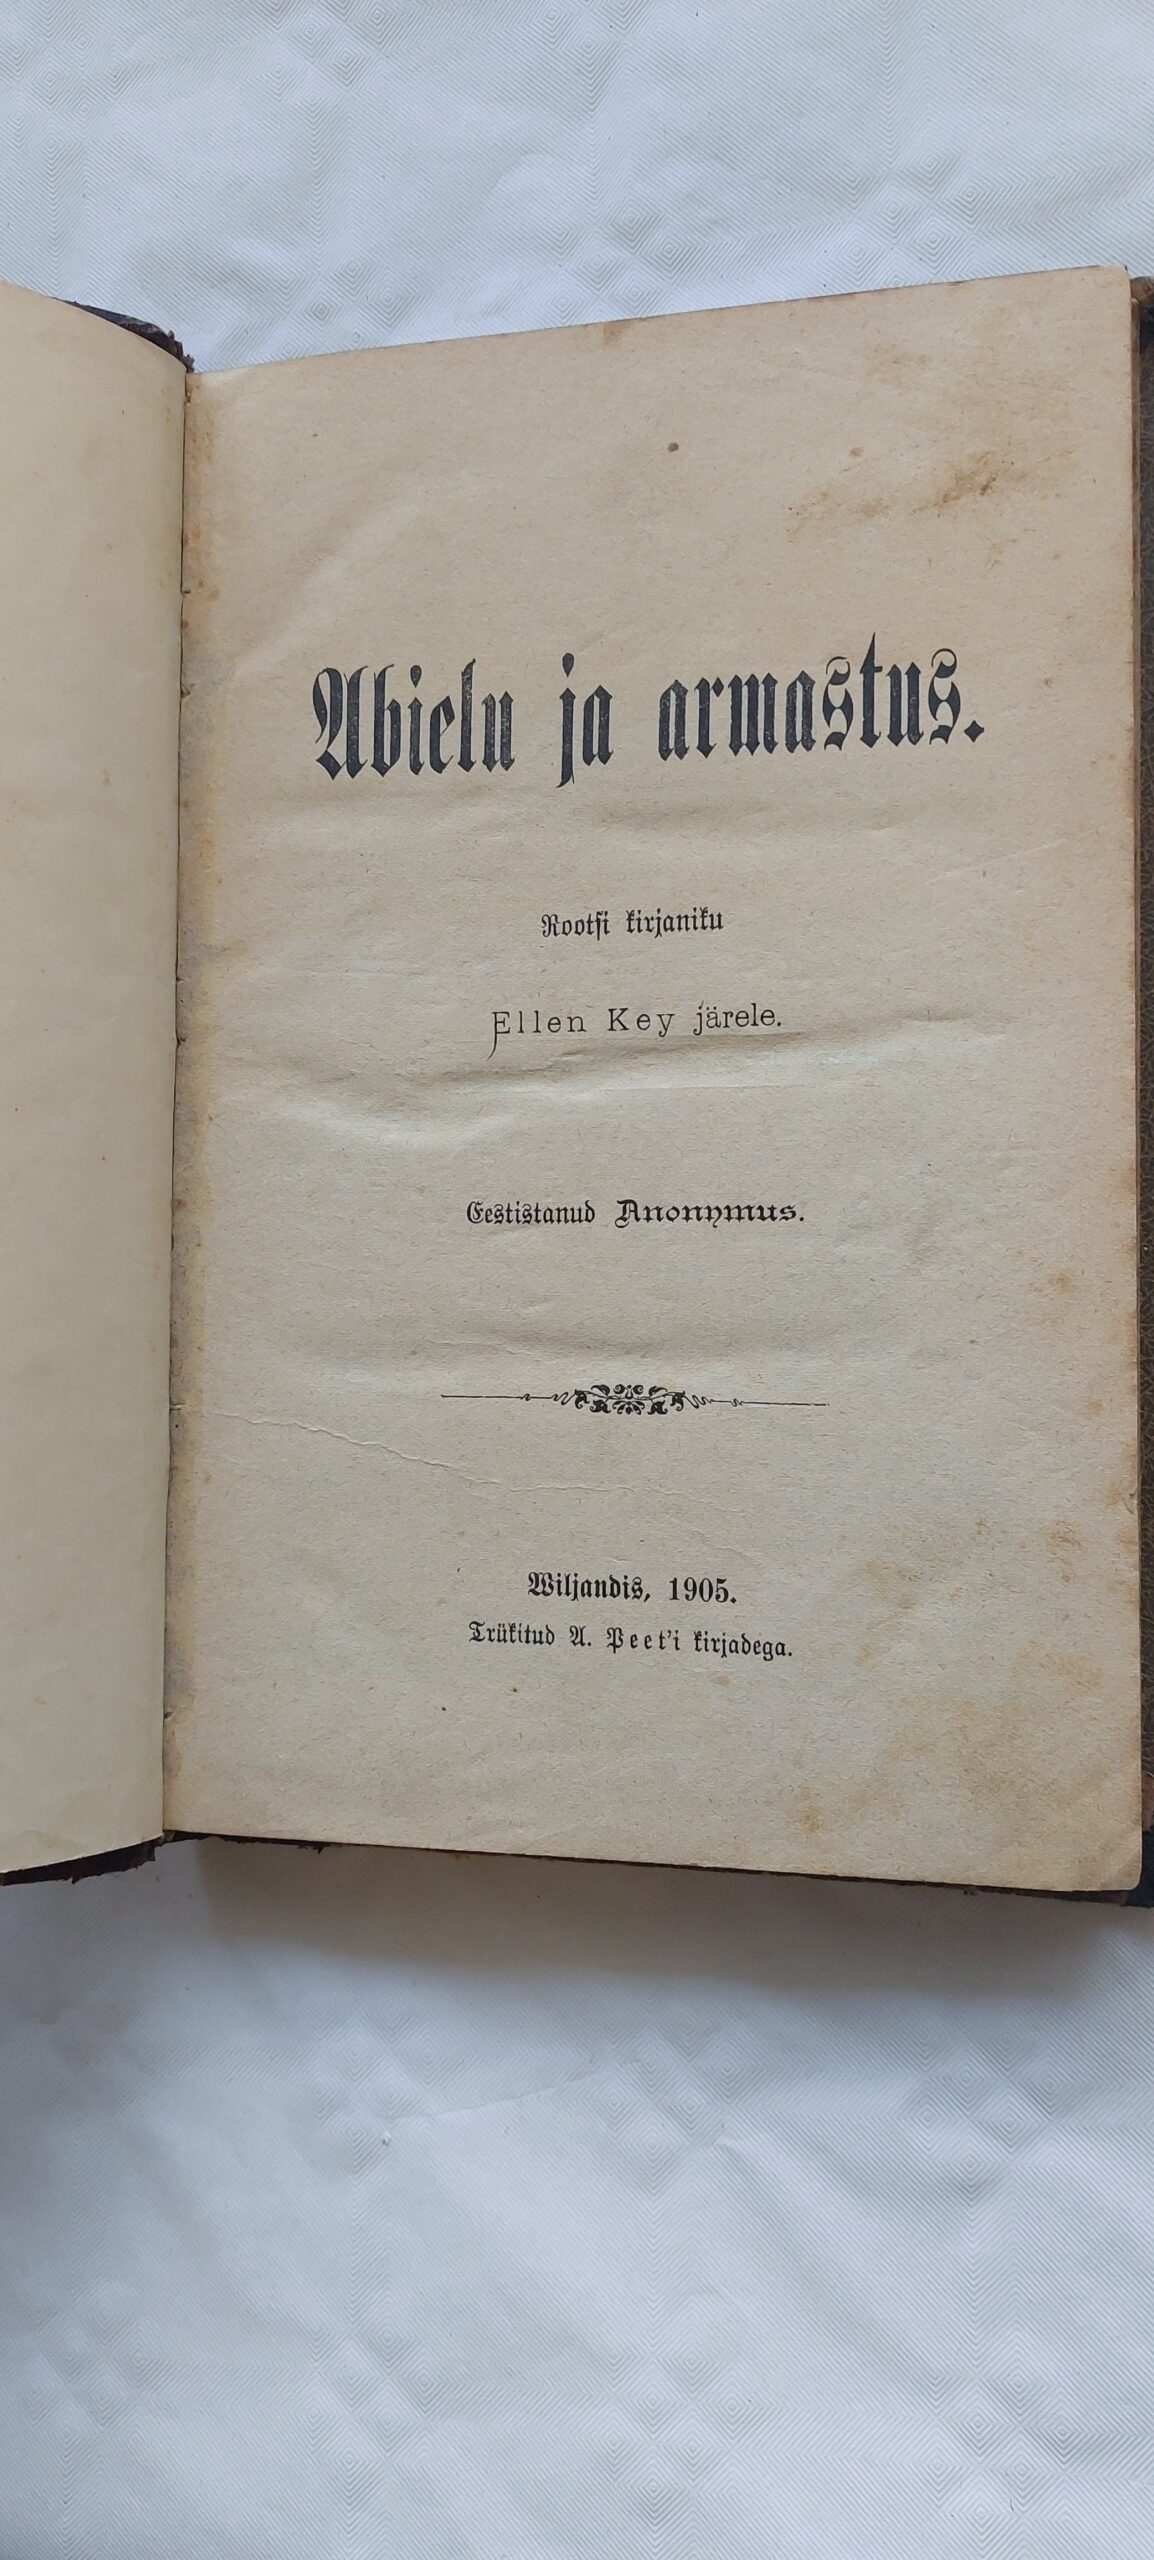 Abielu ja armastus.
Rootsi kirjaniku
Ellen Key järele.
Eestistanud Anonymus.
Wiljandis, 1905.
Trükitud A. Peet'i kirjadega.